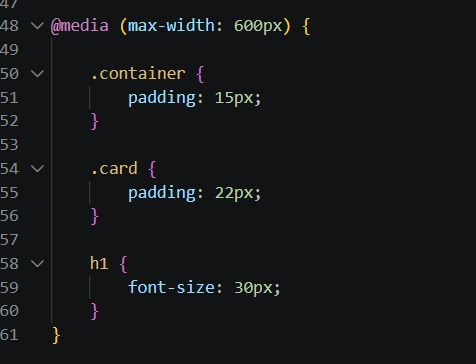 47
48 @media (max-width: 600px) {
49
50 .container {
51 padding: 15px;
52 }
53
54 .card {
55 padding: 22px;
56 }
57
58 h1 {
59 font-size: 30px;
60 }
61 }